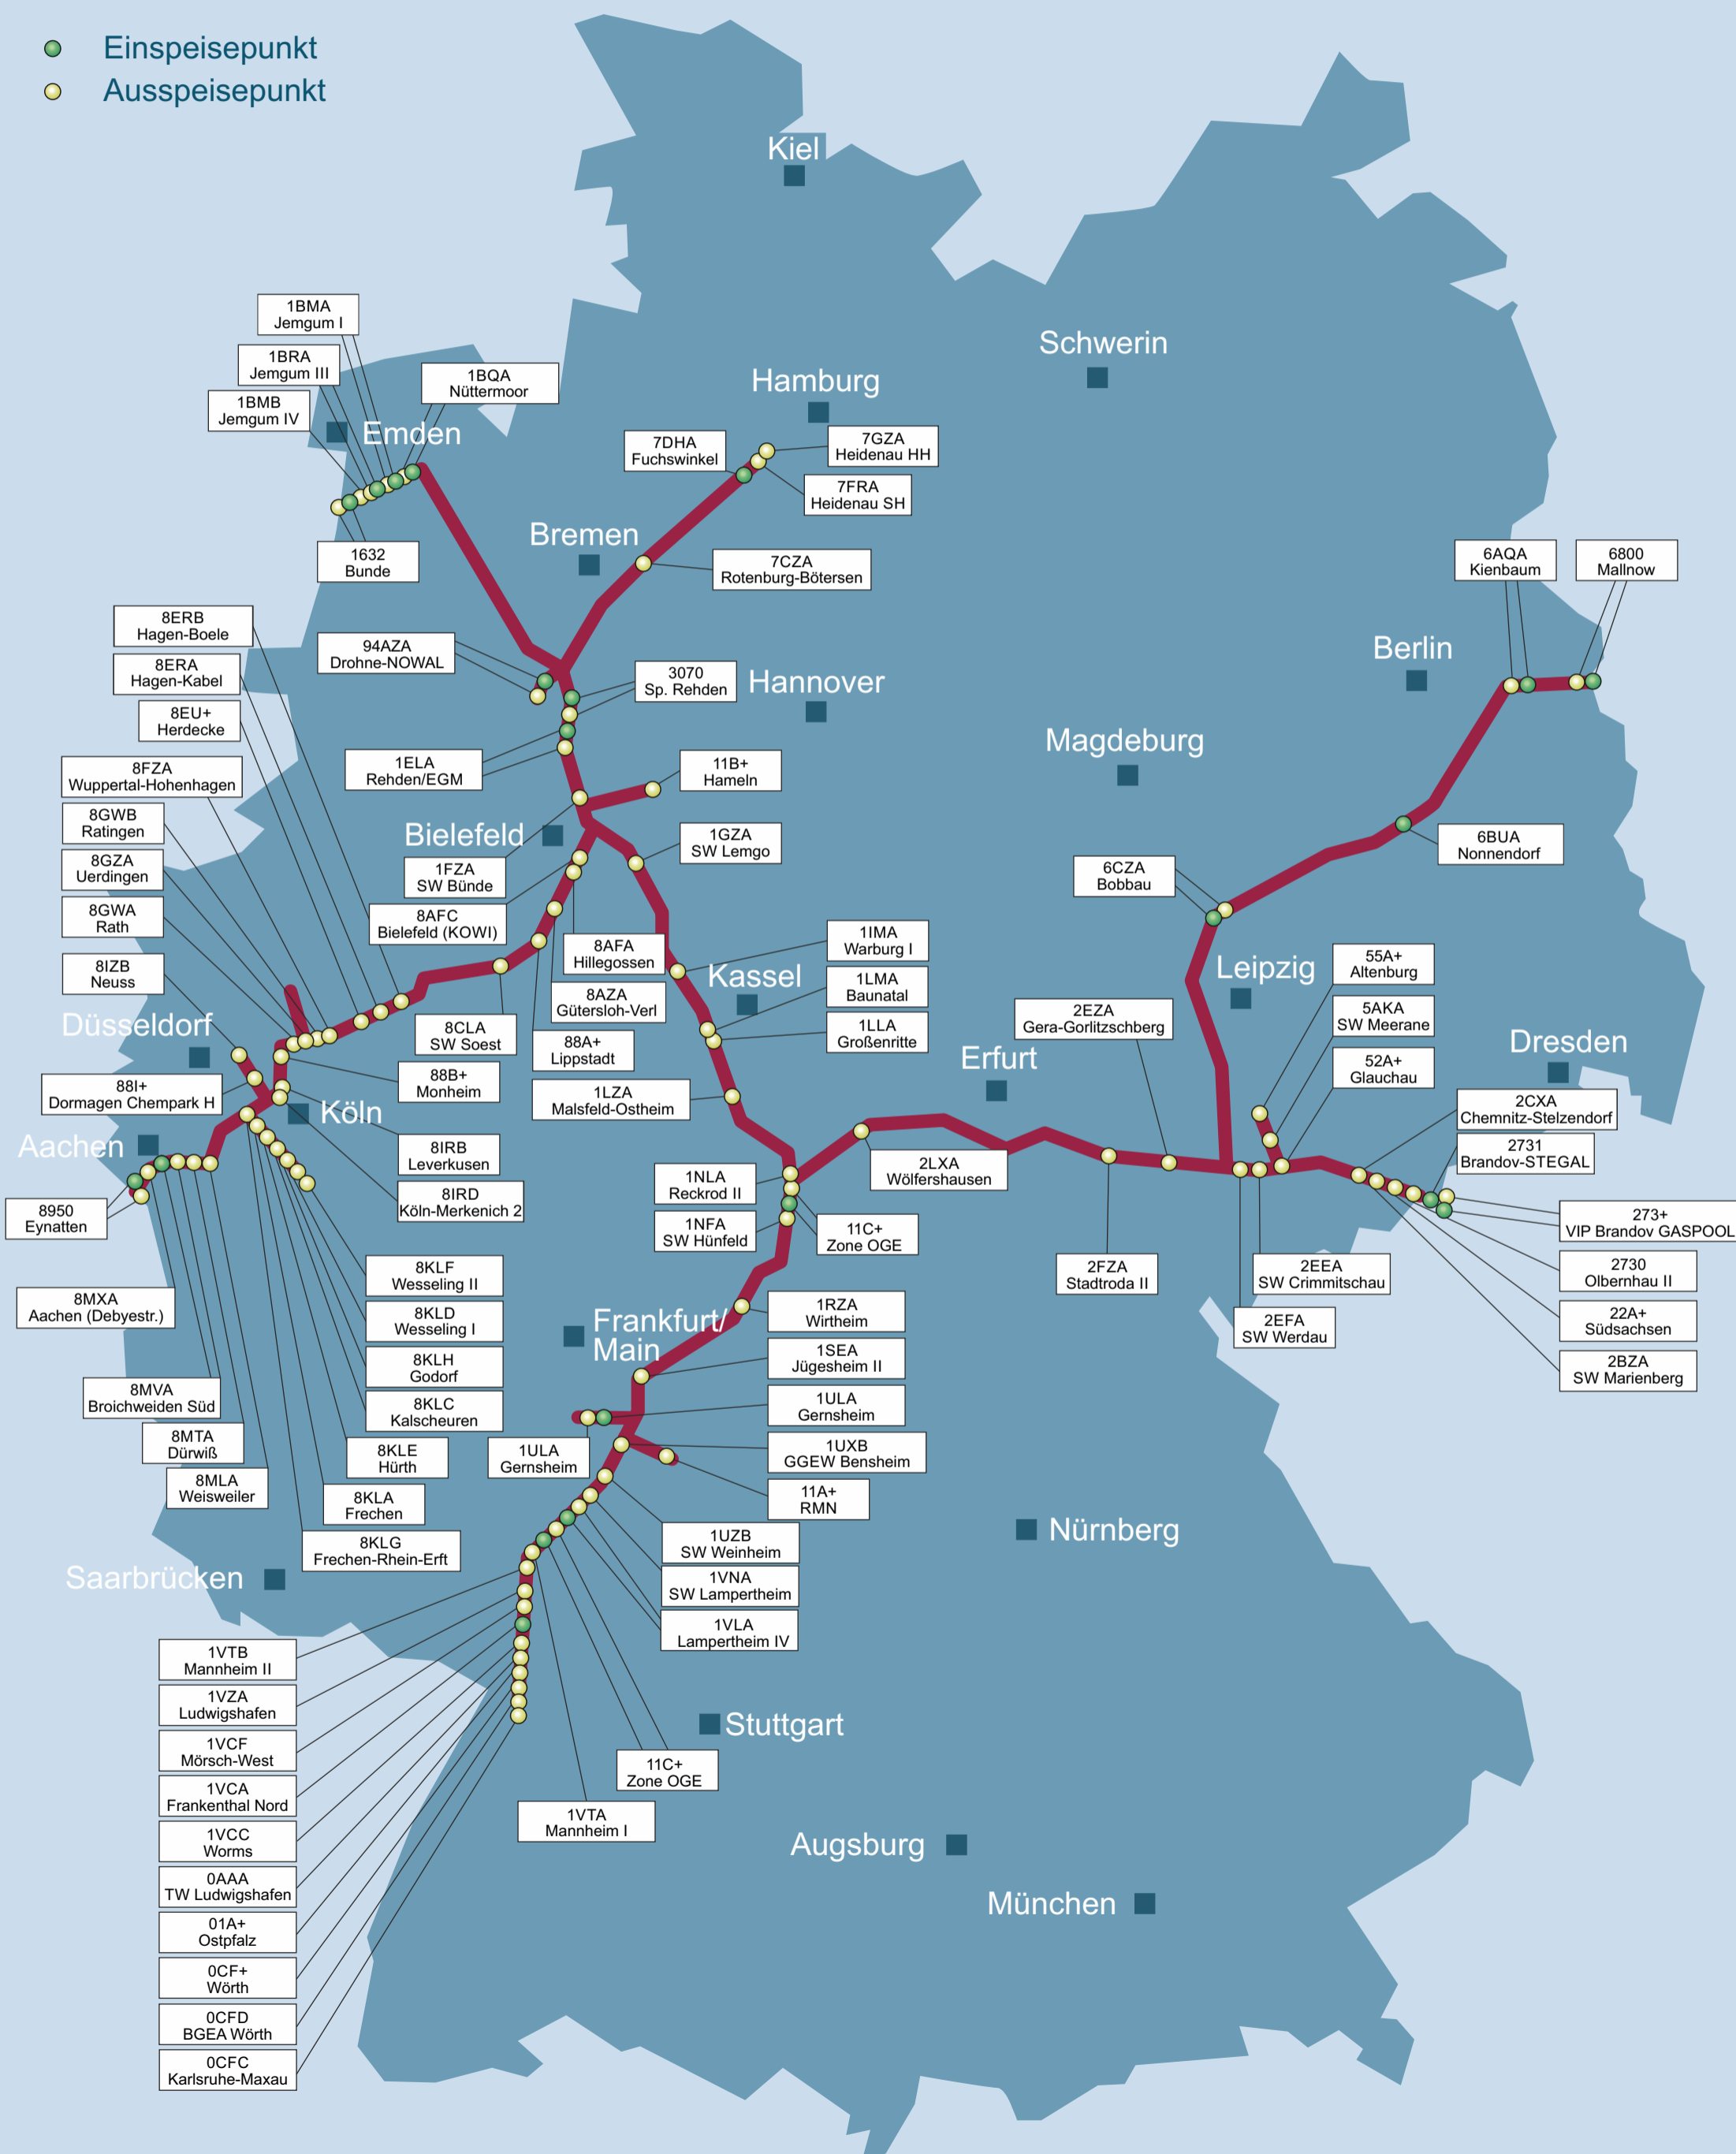 Einspeisepunkt
Ausspeisepunkt
Kiel
1BMA
Jemgum I
Schwerin
1BRA
Jemgum III
1BQA
Nüttermoor
Hamburg
1BMB
Jemgum IV
Emden
7DHA
Fuchswinkel
7GZA
Heidenau HH
7FRA
Heidenau SH
Bremen
1632
Bunde
7CZA
Rotenburg-Bötersen
6AQA
Kienbaum
6800
Mallnow
8ERB
Hagen-Boele
94AZA
Drohne-NOWAL
Berlin
8ERA
Hagen-Kabel
3070
Sp. Rehden
Hannover
8EU+
Herdecke
Magdeburg
8FZA
Wuppertal-Hohenhagen
1ELA
Rehden/EGM
11B+
Hameln
8GWB
Ratingen
Bielefeld
1GZA
SW Lemgo
6BUA
Nonnendorf
8GZA
Uerdingen
1FZA
SW Bünde
6CZA
Bobbau
8GWA
Rath
8AFC
Bielefeld (KOWI)
8AFA
Hillegossen
1IMA
Warburg I
55A+
Altenburg
8IZB
Neuss
Kassel
1LMA
Baunatal
Leipzig
8AZA
Gütersloh-Verl
5AKA
SW Meerane
Düsseldorf
8CLA
SW Soest
88A+
Lippstadt
1LLA
Großenritte
2EZA
Gera-Gorlitzschberg
Dresden
Erfurt
52A+
Glauchau
88I+
Dormagen Chempark H
88B+
Monheim
1LZA
Malsfeld-Ostheim
2CXA
Chemnitz-Stelzendorf
Köln
Aachen
8IRB
Leverkusen
2731
Brandov-STEGAL
1NLA
Reckrod II
2LXA
Wölfershausen
8950
Eynatten
8IRD
Köln-Merkenich 2
1NFA
SW Hünfeld
11C+
Zone OGE
273+
VIP Brandov GASPOOL
8KLF
Wesseling II
2FZA
Stadtroda II
2EEA
SW Crimmitschau
2730
Olbernhau II
8MXA
Aachen (Debyestr.)
8KLD
Wesseling I
Frankfurt/
Main
1RZA
Wirtheim
2EFA
SW Werdau
22A+
Südsachsen
8KLH
Godorf
1SEA
Jügesheim II
2BZA
SW Marienberg
8MVA
Broichweiden Süd
8KLC
Kalscheuren
1ULA
Gernsheim
8MTA
Dürwiß
8KLE
Hürth
1ULA
Gernsheim
1UXB
GGEW Bensheim
8MLA
Weisweiler
8KLA
Frechen
11A+
RMN
8KLG
Frechen-Rhein-Erft
1UZB
SW Weinheim
Nürnberg
Saarbrücken
1VNA
SW Lampertheim
1VLA
Lampertheim IV
1VTB
Mannheim II
1VZA
Ludwigshafen
Stuttgart
1VCF
Mörsch-West
11C+
Zone OGE
1VCA
Frankenthal Nord
1VTA
Mannheim I
1VCC
Worms
Augsburg
0AAA
TW Ludwigshafen
München
01A+
Ostpfalz
0CF+
Wörth
0CFD
BGEA Wörth
0CFC
Karlsruhe-Maxau